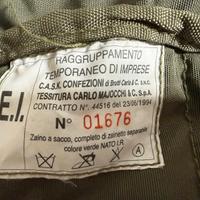 RAGGRUPPAMENTO
TEMPORANEO DI IMPRESE
C.A.S.K. CONFEZIONI di Brotti Carla & C. s.n.c.
TESSITURA CARLO MAJOCCHI & C. S.p.A.
CONTRATTO N°. 44516 del 23/06/1994
E.I.
N° 01676
Zaino a sacco, completo di zainetto separabile
colore verde NATO I.R
A